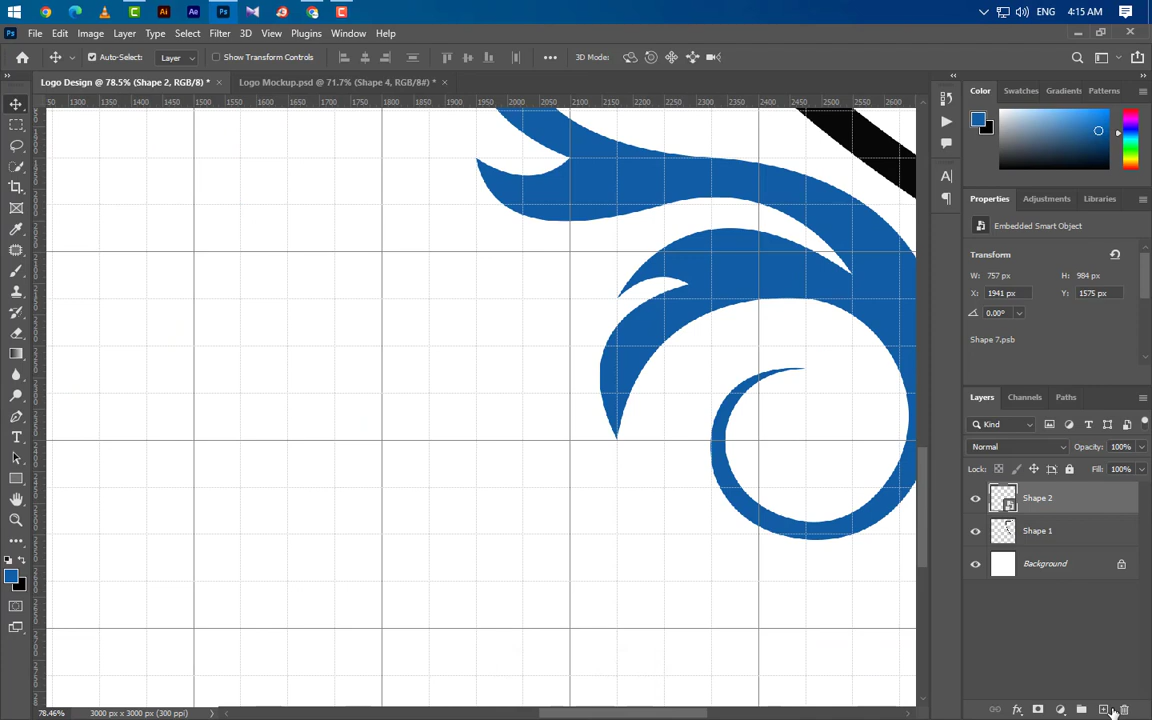 ENG 4:15 AM
File Edit Image Layer Type Select Filter 3D View Plugins Window Help
Auto-Select: Layer Show Transform Controls 3D Mode:
Logo Design @ 78.5% (Shape 2, RGB/8) * × Logo Mockup.psd @ 71.7% (Shape 4, RGB/8#) * ×
1300 1350 1400 1450 1500 1550 1600 1650 1700 1750 1800 1850 1900 1950 2000 2050 2100 2150 2200 2250 2300 2350 2400 2450 2500 2550 2600
Color Swatches Gradients Patterns
Properties Adjustments Libraries
Embedded Smart Object
Transform
W: 757 px H: 984 px
X: 1941 px Y: 1575 px
0.00°
Shape 7.psb
Layers Channels Paths
Kind
Normal Opacity: 100%
Lock: Fill: 100%
Shape 2
Shape 1
Background
78.46% 3000 px x 3000 px (300 ppi)